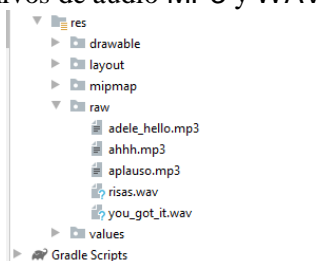 ivos de audio MP3 y WAV
res
drawable
layout
mipmap
raw
adele_hello.mp3
ahhh.mp3
aplauso.mp3
risas.wav
you_got_it.wav
values
Gradle Scripts